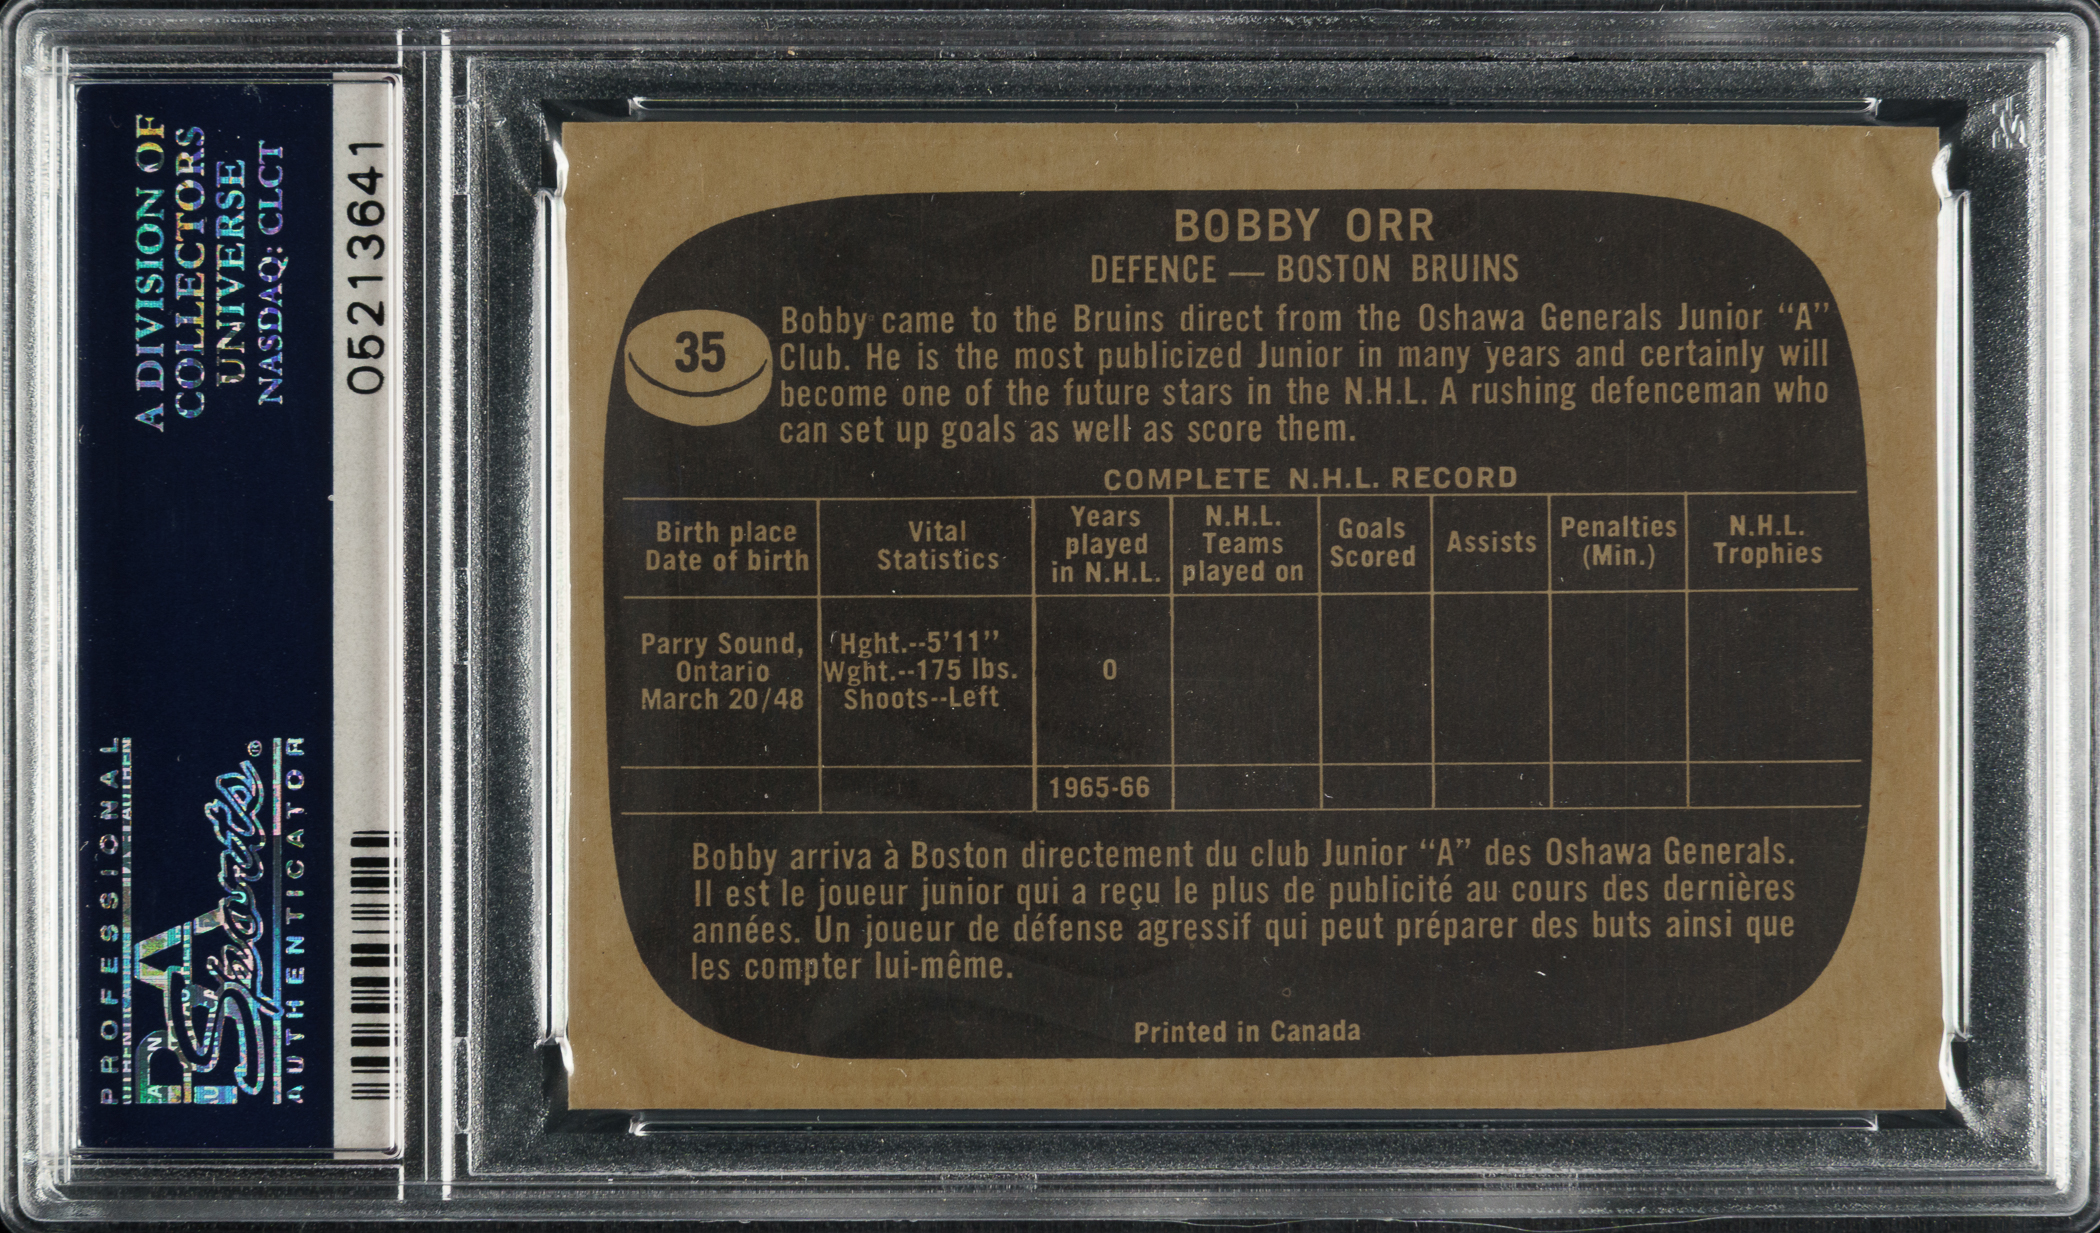 A DIVISION OF
COLLECTORS
UNIVERSE
NASDAQ: CLCT
05213641
PROFESSIONAL
PSA
Sports®
AUTHENTICATOR
BOBBY ORR
DEFENCE — BOSTON BRUINS
35
Bobby came to the Bruins direct from the Oshawa Generals Junior “A”
Club. He is the most publicized Junior in many years and certainly will
become one of the future stars in the N.H.L. A rushing defenceman who
can set up goals as well as score them.
COMPLETE N.H.L. RECORD
Birth place
Date of birth
Vital
Statistics
Years
played
in N.H.L.
N.H.L.
Teams
played on
Goals
Scored
Assists
Penalties
(Min.)
N.H.L.
Trophies
Parry Sound,
Ontario
March 20/48
Hght.--5'11’’
Wght.--175 lbs.
Shoots--Left
0
1965-66
Bobby arriva à Boston directement du club Junior “A” des Oshawa Generals.
Il est le joueur junior qui a reçu le plus de publicité au cours des dernières
années. Un joueur de défense agressif qui peut préparer des buts ainsi que
les compter lui-même.
Printed in Canada